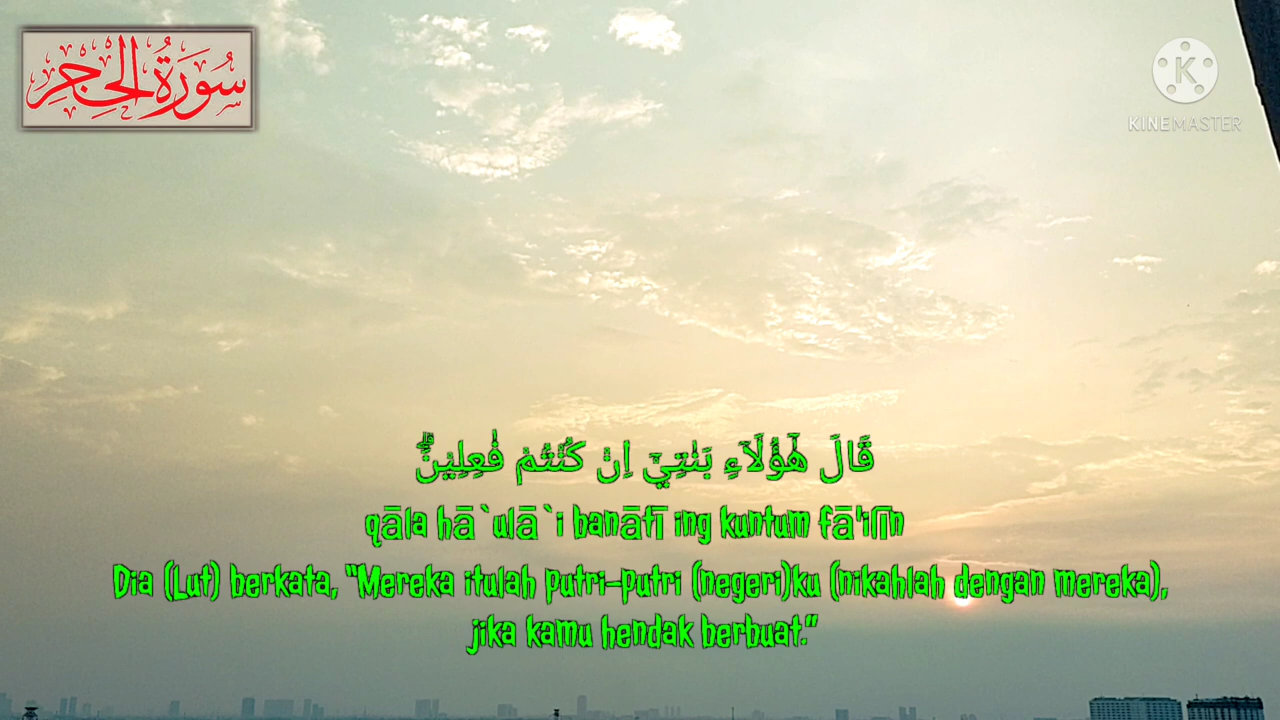 سُورَةُ الحِجرِ
K
KINEMASTER
قَالَ هٰٓؤُلَاۤءِ بَنٰتِيْٓ اِنْ كُنْتُمْ فٰعِلِيْنَۗ
qāla hā`ulā`i banātī ing kuntum fā'ilīn
Dia (Lut) berkata, "Mereka itulah putri-putri (negeri)ku (nikahlah dengan mereka),
jika kamu hendak berbuat."